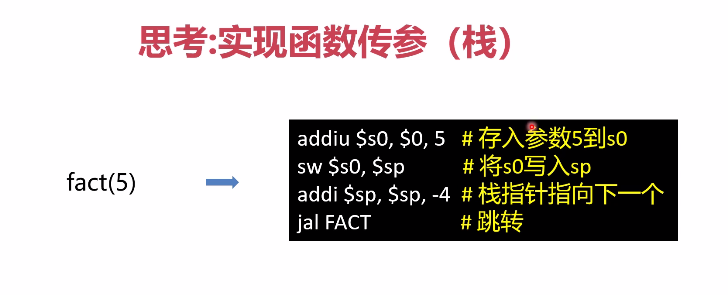 思考:实现函数传参（栈）
fact(5)
addiu $s0, $0, 5 # 存入参数5到s0
sw $s0, $sp # 将s0写入sp
addi $sp, $sp, -4 # 栈指针指向下一个
jal FACT # 跳转